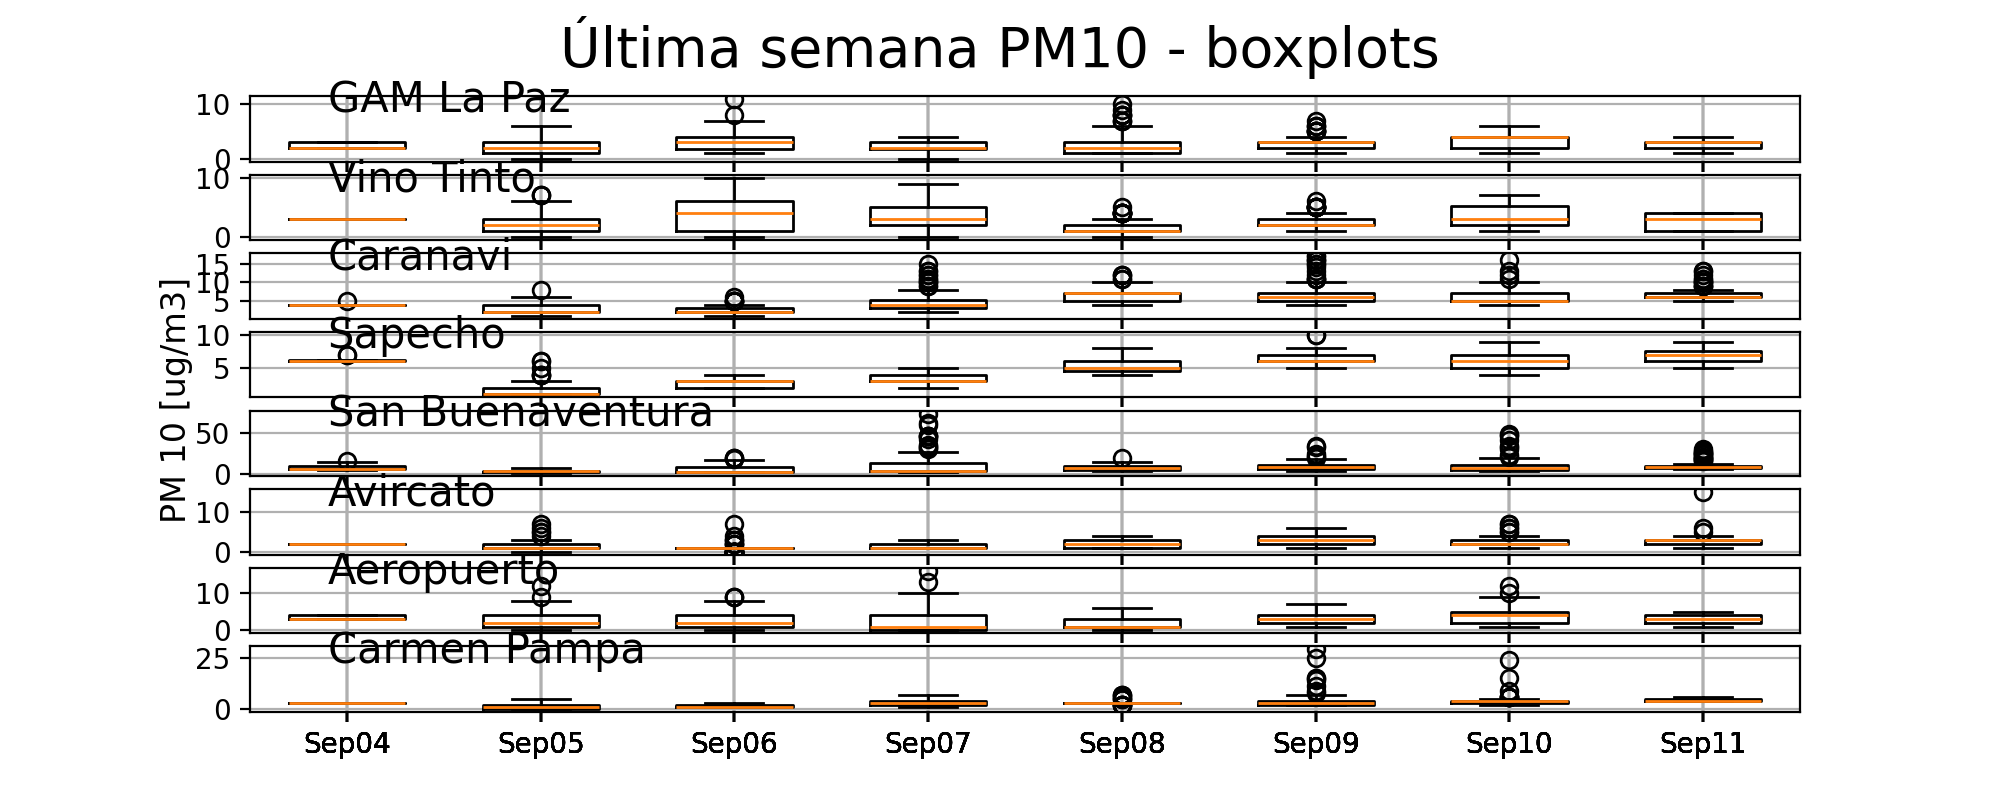 Última semana PM10 - boxplots
GAM La Paz
10
0
Vino Tinto
10
0
Caranavi
15
10
5
Sapecho
10
5
PM 10 [ug/m3]
San Buenaventura
50
0
Avircato
10
0
Aeropuerto
10
0
Carmen Pampa
25
0
Sep04 Sep05 Sep06 Sep07 Sep08 Sep09 Sep10 Sep11